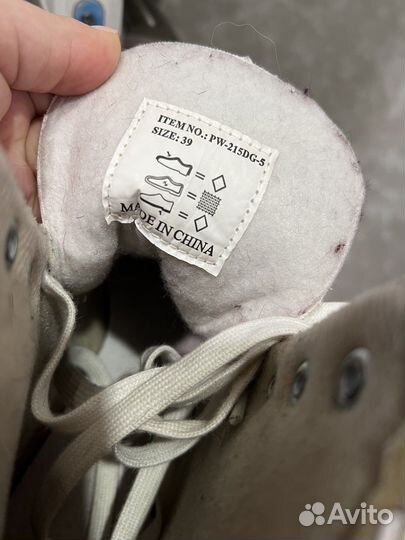 ITEM NO.: PW-215DG-5
SIZE: 39
MADE IN CHINA
Avito